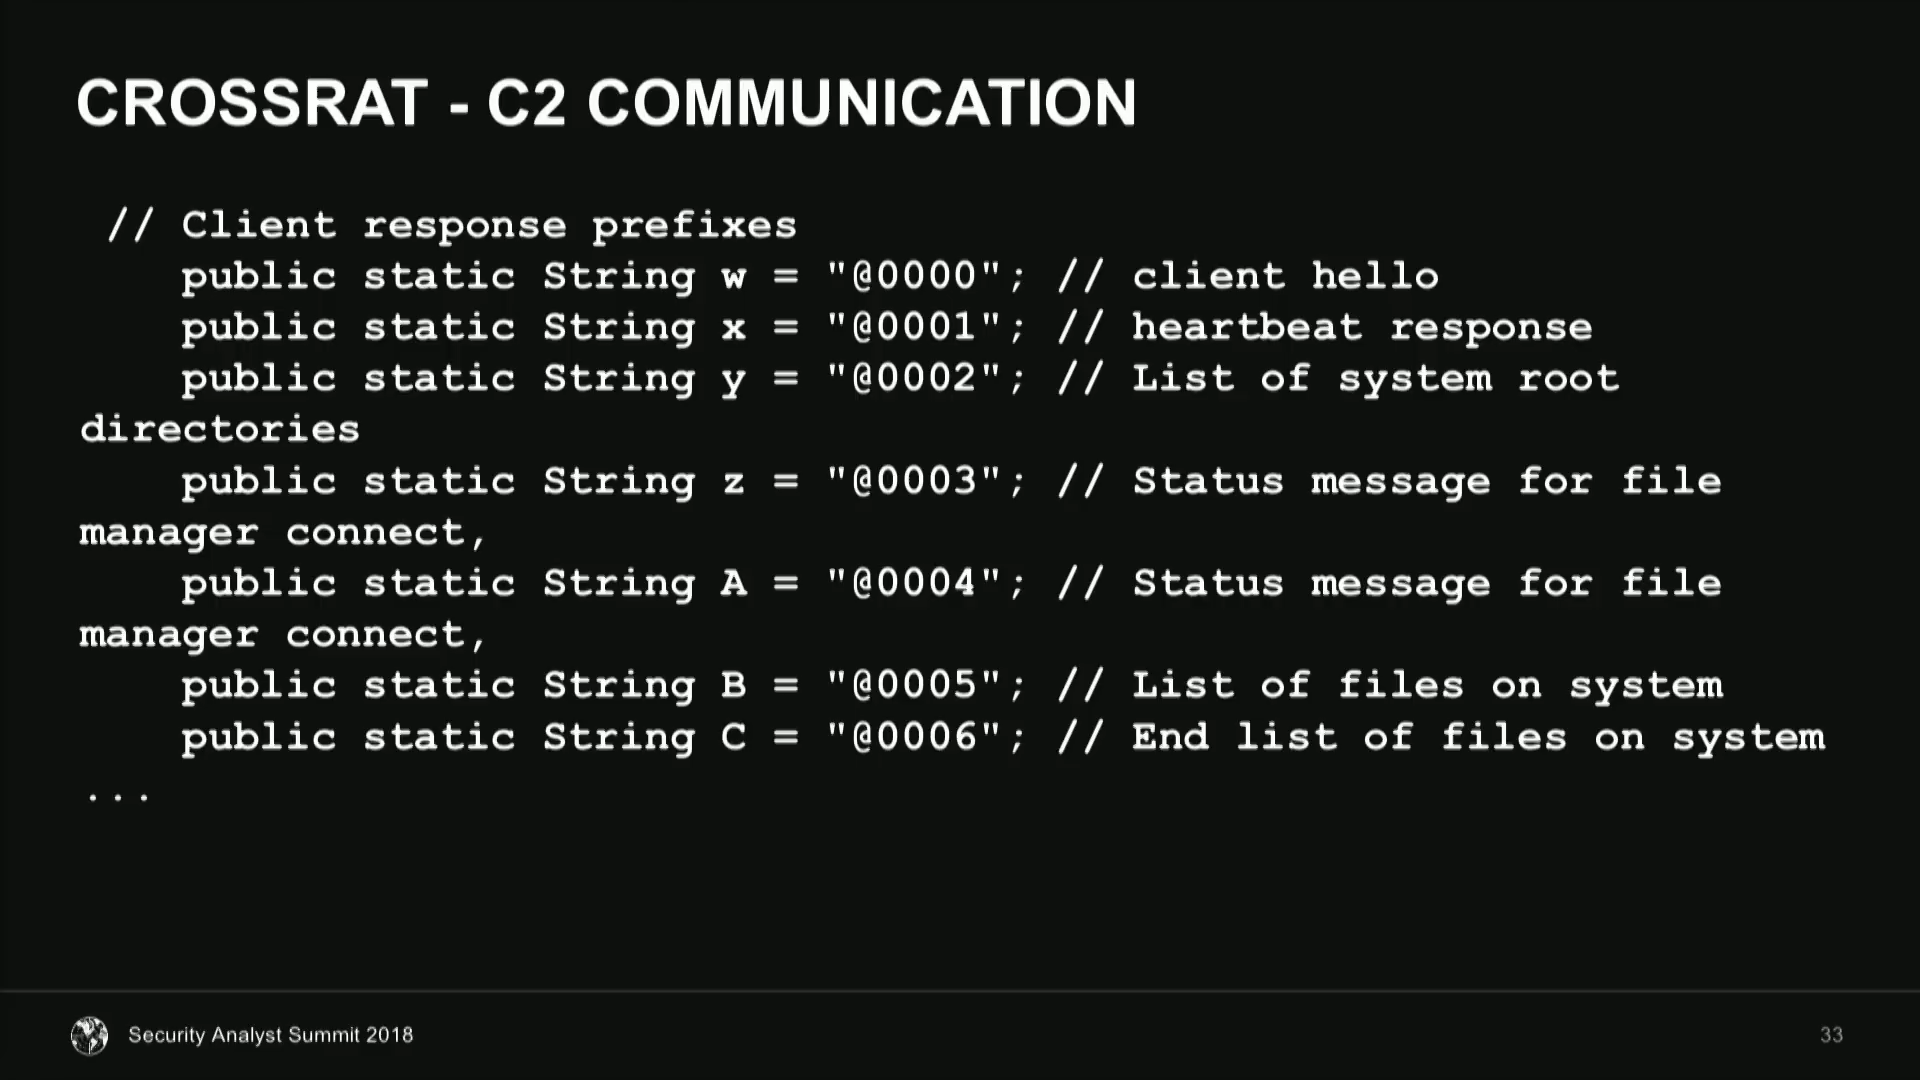 CROSSRAT - C2 COMMUNICATION
// Client response prefixes
public static String w = "@0000"; // client hello
public static String x = "@0001"; // heartbeat response
public static String y = "@0002"; // List of system root
directories
public static String z = "@0003"; // Status message for file
manager connect,
public static String A = "@0004"; // Status message for file
manager connect,
public static String B = "@0005"; // List of files on system
public static String C = "@0006"; // End list of files on system
...
Security Analyst Summit 2018
33